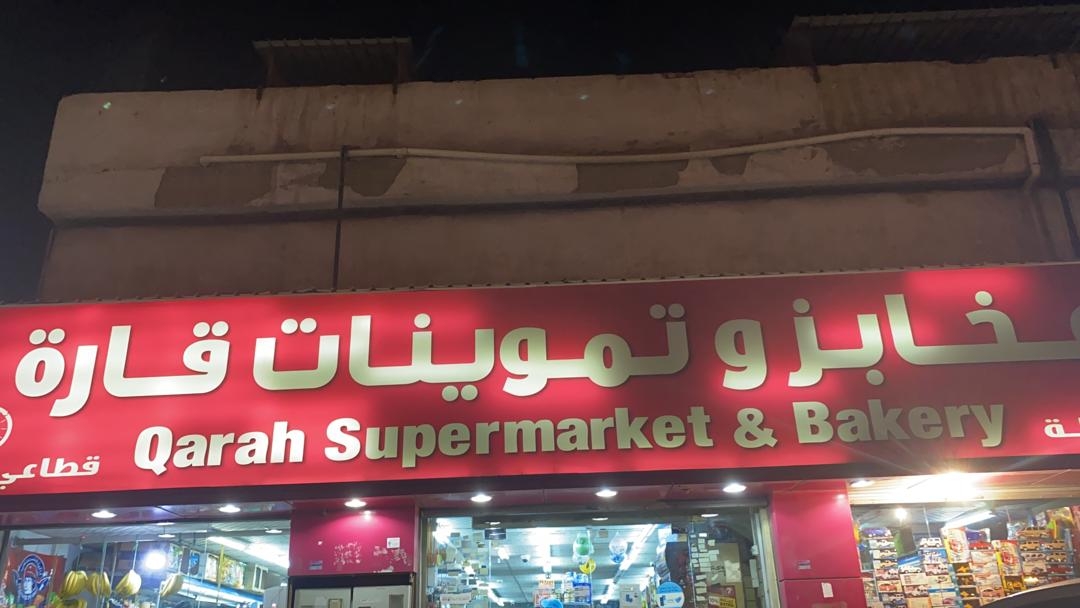 مخابز و تموينات قارة
Qarah Supermarket & Bakery
قطاعي